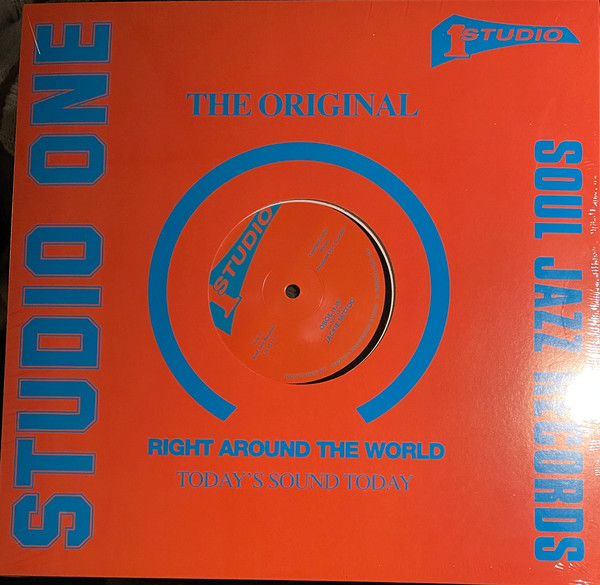 STUDIO ONE
1 STUDIO
THE ORIGINAL
SOUL JAZZ RECORDS
1 STUDIO
RIGHT AROUND THE WORLD
TODAY'S SOUND TODAY